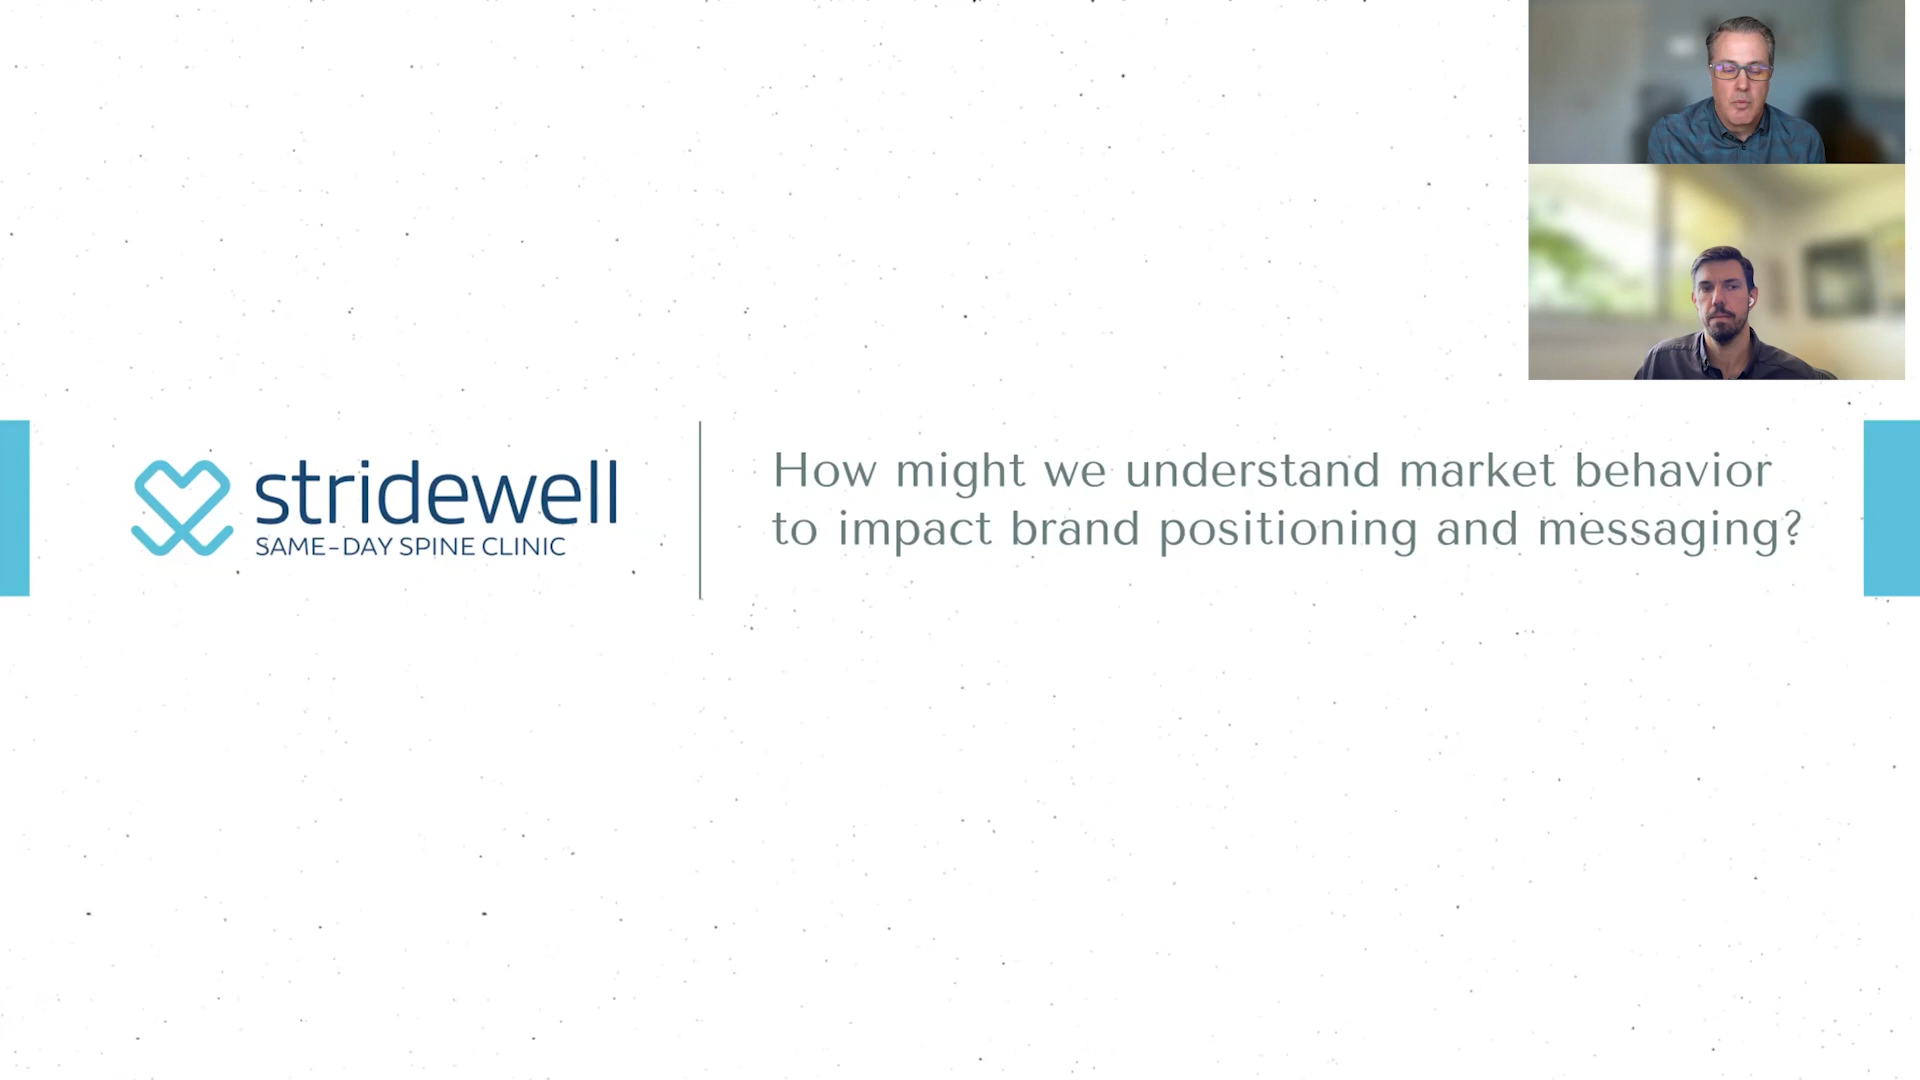 stridewell
SAME-DAY SPINE CLINIC
How might we understand market behavior
to impact brand positioning and messaging?